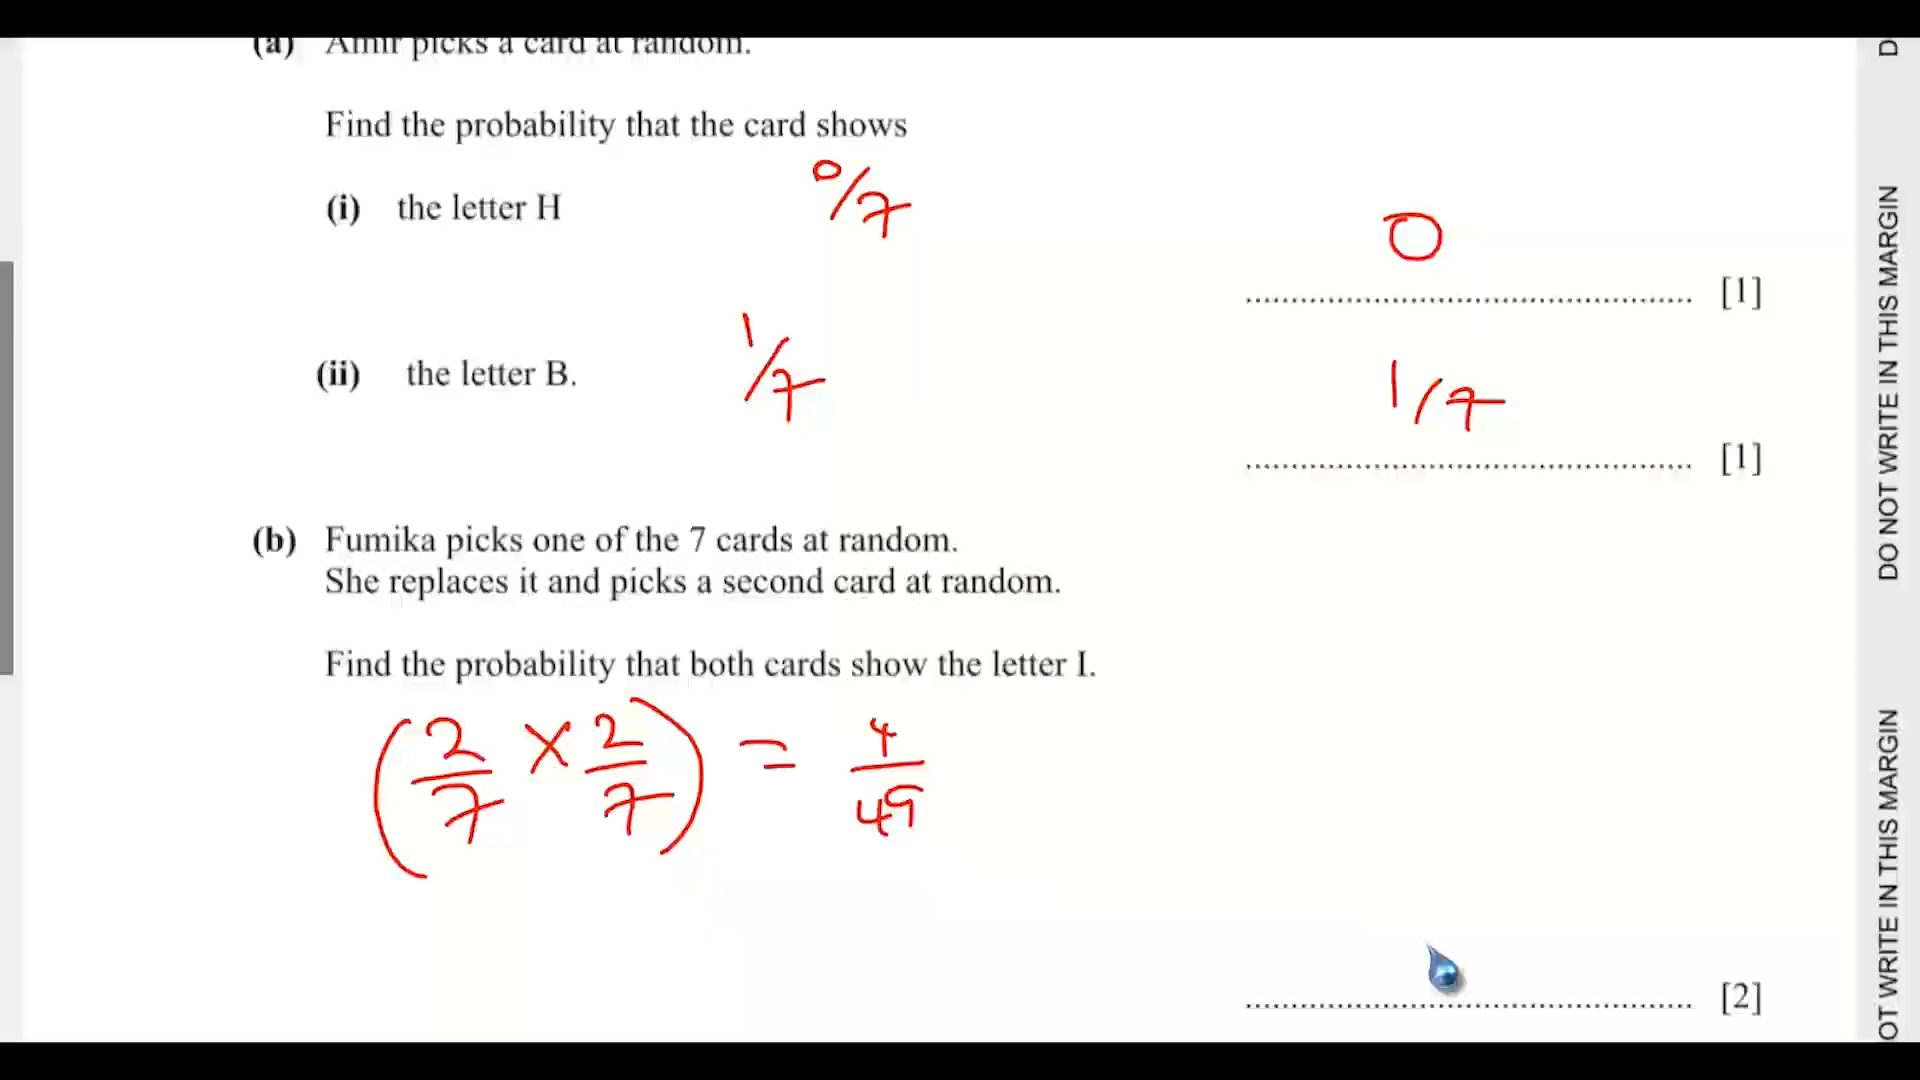 (a) Amir picks a card at random.
Find the probability that the card shows
(i) the letter H
0/7
0
[1]
(ii) the letter B.
1/7
1/7
[1]
(b) Fumika picks one of the 7 cards at random.
She replaces it and picks a second card at random.
Find the probability that both cards show the letter I.
(2/7 × 2/7) = 4/49
[2]
D
DO NOT WRITE IN THIS MARGIN
OT WRITE IN THIS MARGIN